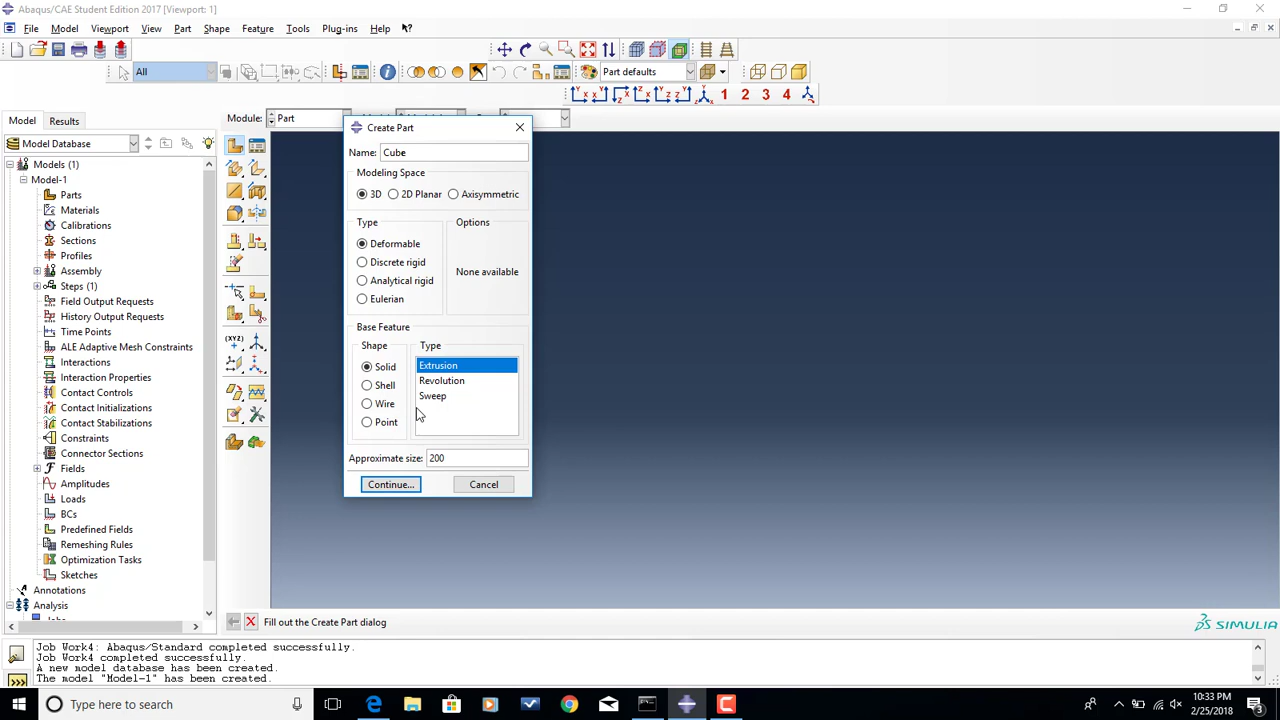 Abaqus/CAE Student Edition 2017 [Viewport: 1]
File Model Viewport View Part Shape Feature Tools Plug-ins Help
All Part defaults
1 2 3 4
Model Results Module: Part
Model Database
Models (1)
Model-1
Parts
Materials
Calibrations
Sections
Profiles
Assembly
Steps (1)
Field Output Requests
History Output Requests
Time Points
ALE Adaptive Mesh Constraints
Interactions
Interaction Properties
Contact Controls
Contact Initializations
Contact Stabilizations
Constraints
Connector Sections
Fields
Amplitudes
Loads
BCs
Predefined Fields
Remeshing Rules
Optimization Tasks
Sketches
Annotations
Analysis
(XYZ)
Create Part
Name: Cube
Modeling Space
3D 2D Planar Axisymmetric
Type Options
Deformable
Discrete rigid
Analytical rigid
Eulerian
None available
Base Feature
Shape Type
Solid Extrusion
Shell Revolution
Wire Sweep
Point
Approximate size: 200
Continue... Cancel
Fill out the Create Part dialog
SIMULIA
Job Work4: Abaqus/Standard completed successfully.
Job Work4 completed successfully.
A new model database has been created.
The model "Model-1" has been created.
Type here to search
10:33 PM
2/25/2018